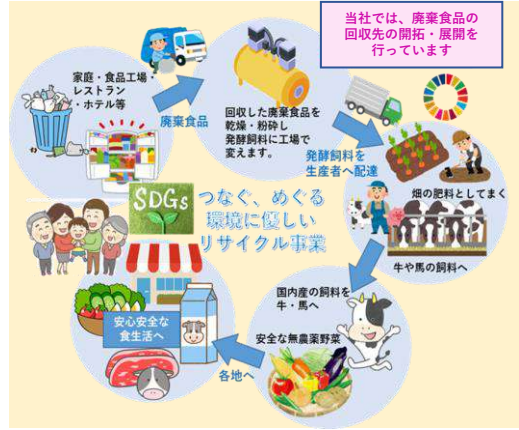 当社では、廃棄食品の
回収先の開拓・展開を
行っています
家庭・食品工場・
レストラン
・ホテル等
廃棄食品
回収した廃棄食品を
乾燥・粉砕し
発酵飼料に工場で
変えます。
発酵飼料を
生産者へ配達
畑の肥料としてまく
牛や馬の飼料へ
SDGs
つなぐ、めぐる
環境に優しい
リサイクル事業
国内産の飼料を
牛・馬へ
安全な無農薬野菜
各地へ
安心安全な
食生活へ